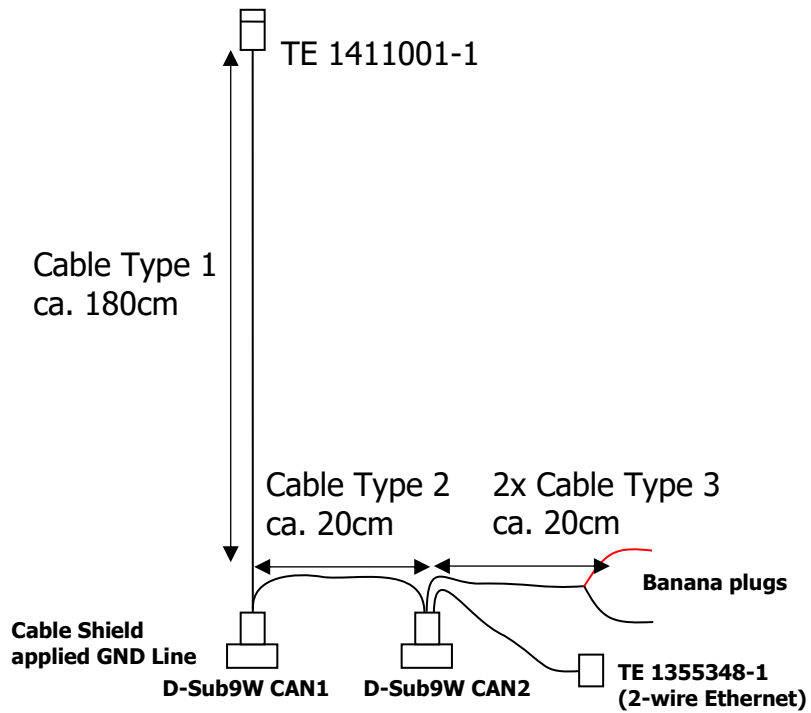 TE 1411001-1
Cable Type 1
ca. 180cm
Cable Type 2
ca. 20cm
2x Cable Type 3
ca. 20cm
Banana plugs
Cable Shield
applied GND Line
D-Sub9W CAN1
D-Sub9W CAN2
TE 1355348-1
(2-wire Ethernet)